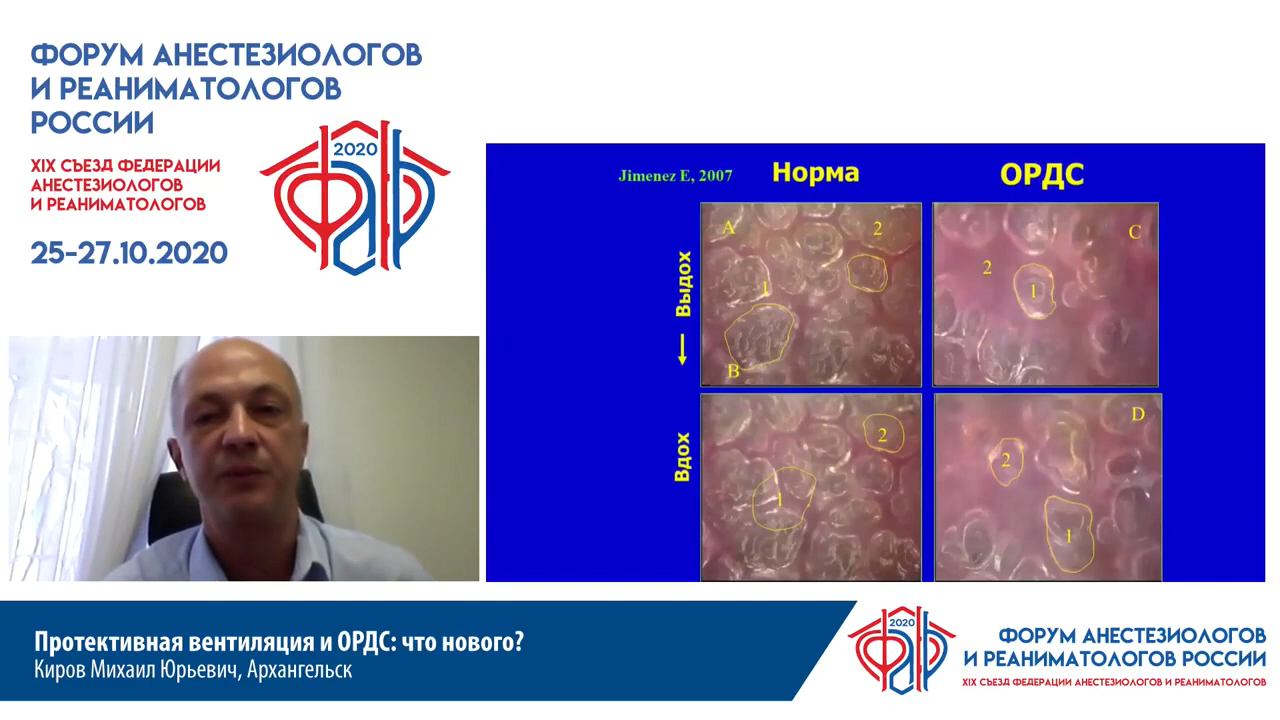 ФОРУМ АНЕСТЕЗИОЛОГОВ
И РЕАНИМАТОЛОГОВ
РОССИИ
XIX СЪЕЗД ФЕДЕРАЦИИ
АНЕСТЕЗИОЛОГОВ
И РЕАНИМАТОЛОГОВ
25-27.10.2020
2020
Jimenez E, 2007
Норма
ОРДС
Выдох
A
2
1
B
C
2
1
Вдох
2
1
D
2
1
Протективная вентиляция и ОРДС: что нового?
Киров Михаил Юрьевич, Архангельск
2020
ФОРУМ АНЕСТЕЗИОЛОГОВ
И РЕАНИМАТОЛОГОВ РОССИИ
XIX СЪЕЗД ФЕДЕРАЦИИ АНЕСТЕЗИОЛОГОВ И РЕАНИМАТОЛОГОВ